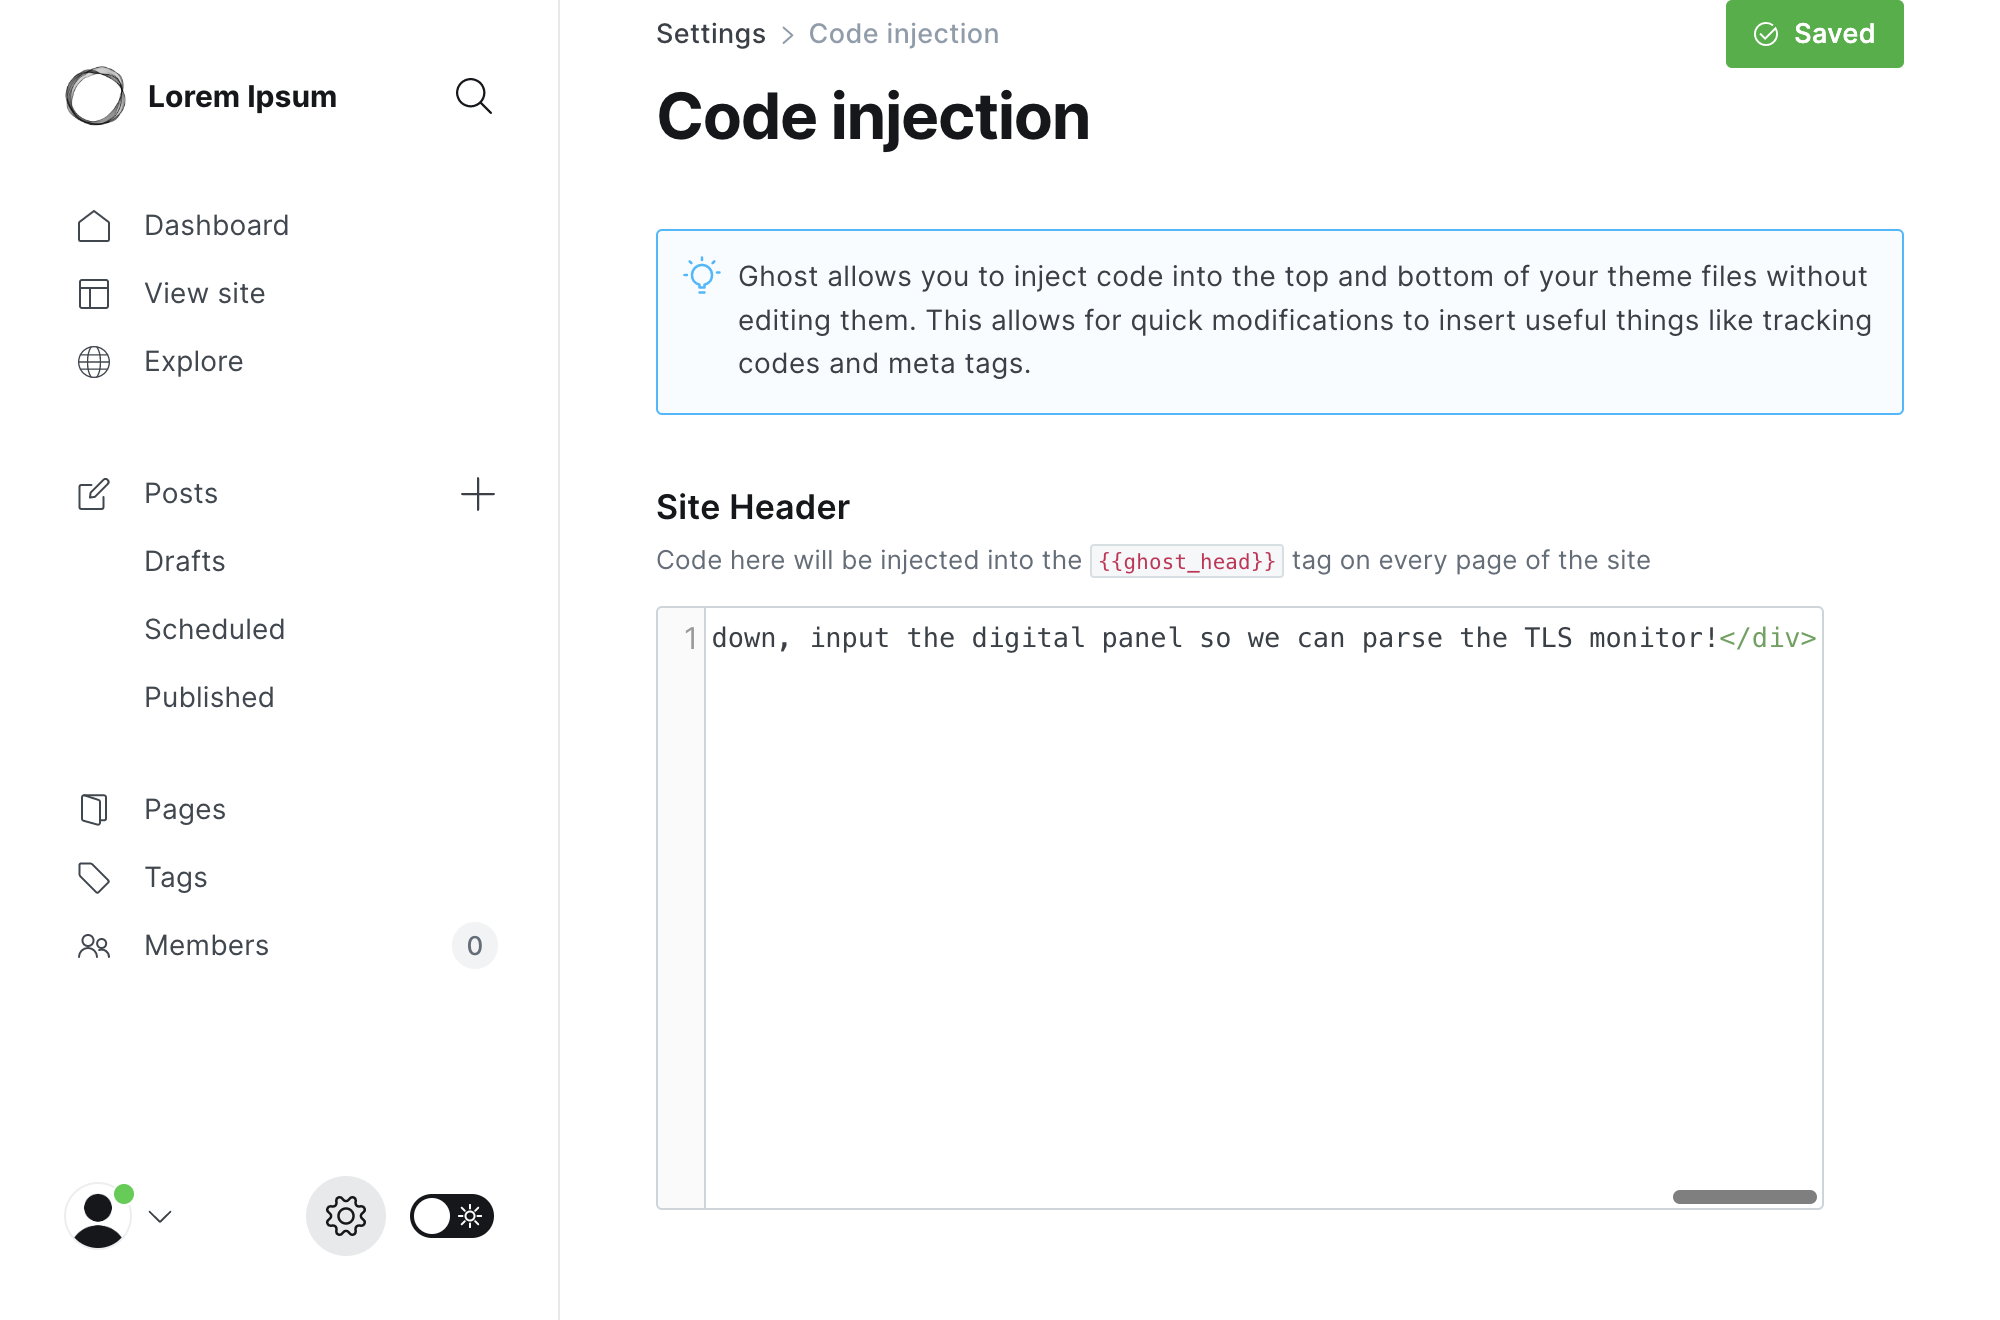 Lorem Ipsum
Dashboard
View site
Explore
Posts
Drafts
Scheduled
Published
Pages
Tags
Members
0
Settings > Code injection
Saved
Code injection
Ghost allows you to inject code into the top and bottom of your theme files without
editing them. This allows for quick modifications to insert useful things like tracking
codes and meta tags.
Site Header
Code here will be injected into the {{ghost_head}} tag on every page of the site
1
down, input the digital panel so we can parse the TLS monitor!</div>